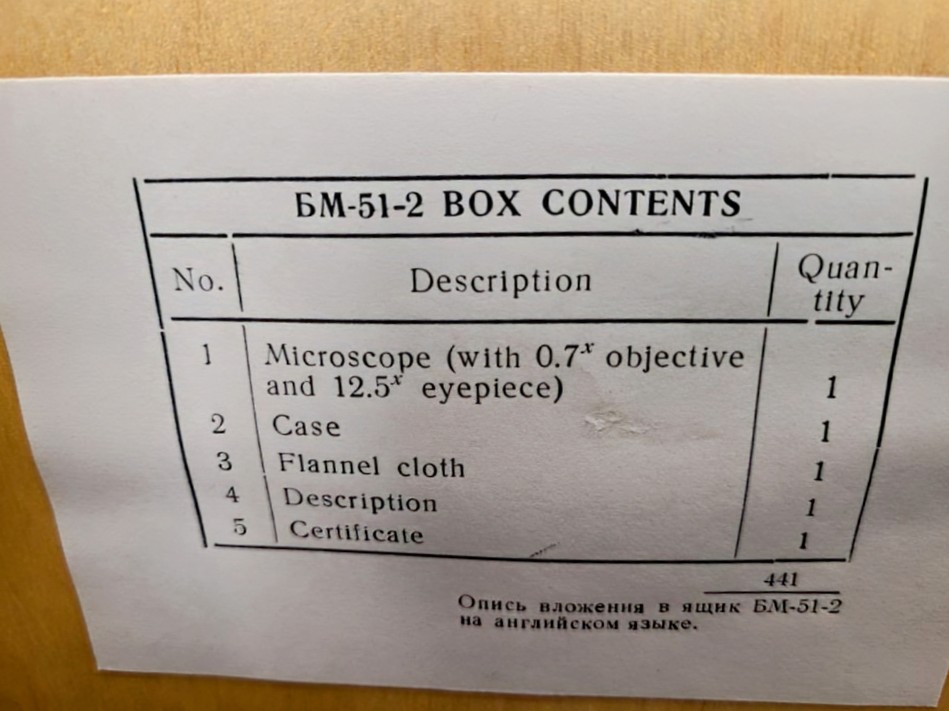 БМ-51-2 BOX CONTENTS
No. Description Quan-
tity
1 Microscope (with 0.7x objective
and 12.5x eyepiece) 1
2 Case 1
3 Flannel cloth 1
4 Description 1
5 Certificate 1
441
Опись вложения в ящик БМ-51-2
на английском языке.